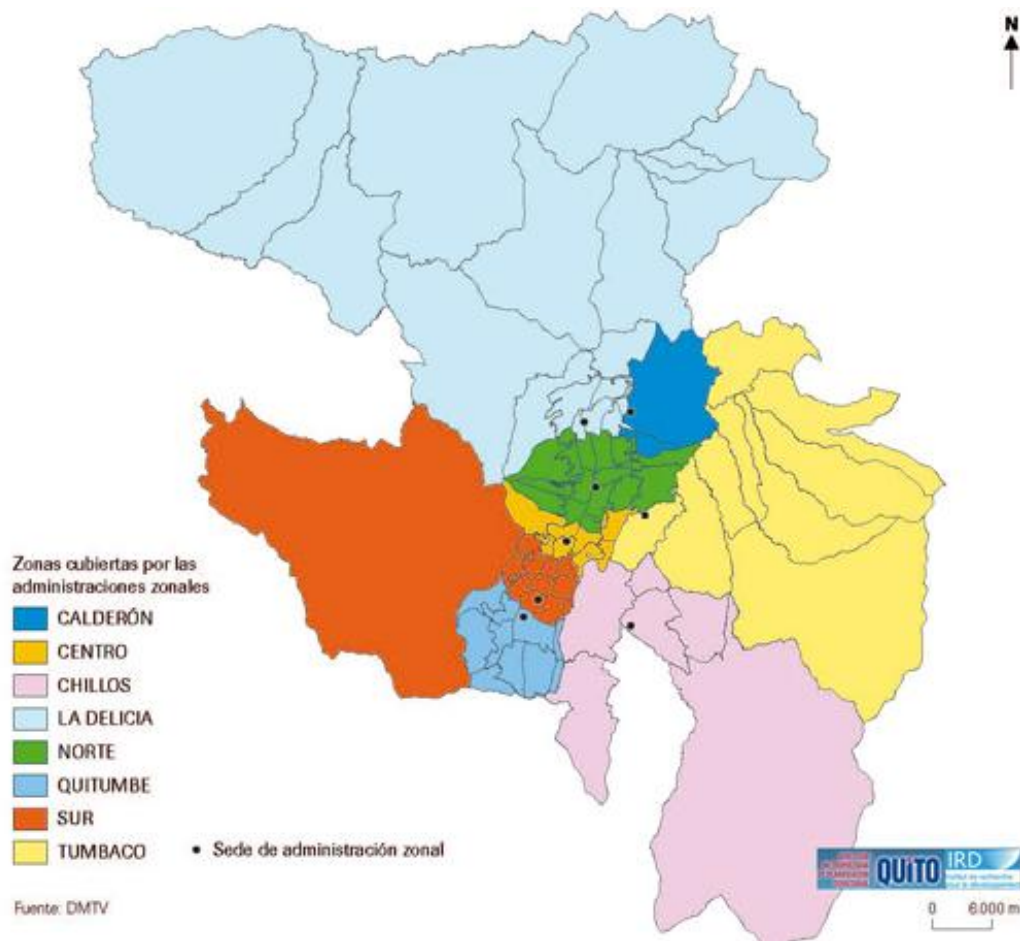 N
Zonas cubiertas por las
administraciones zonales
CALDERÓN
CENTRO
CHILLOS
LA DELICIA
NORTE
QUITUMBE
SUR
TUMBACO
Sede de administración zonal
Fuente: DMTV
QUITO
IRD
0 6.000 m